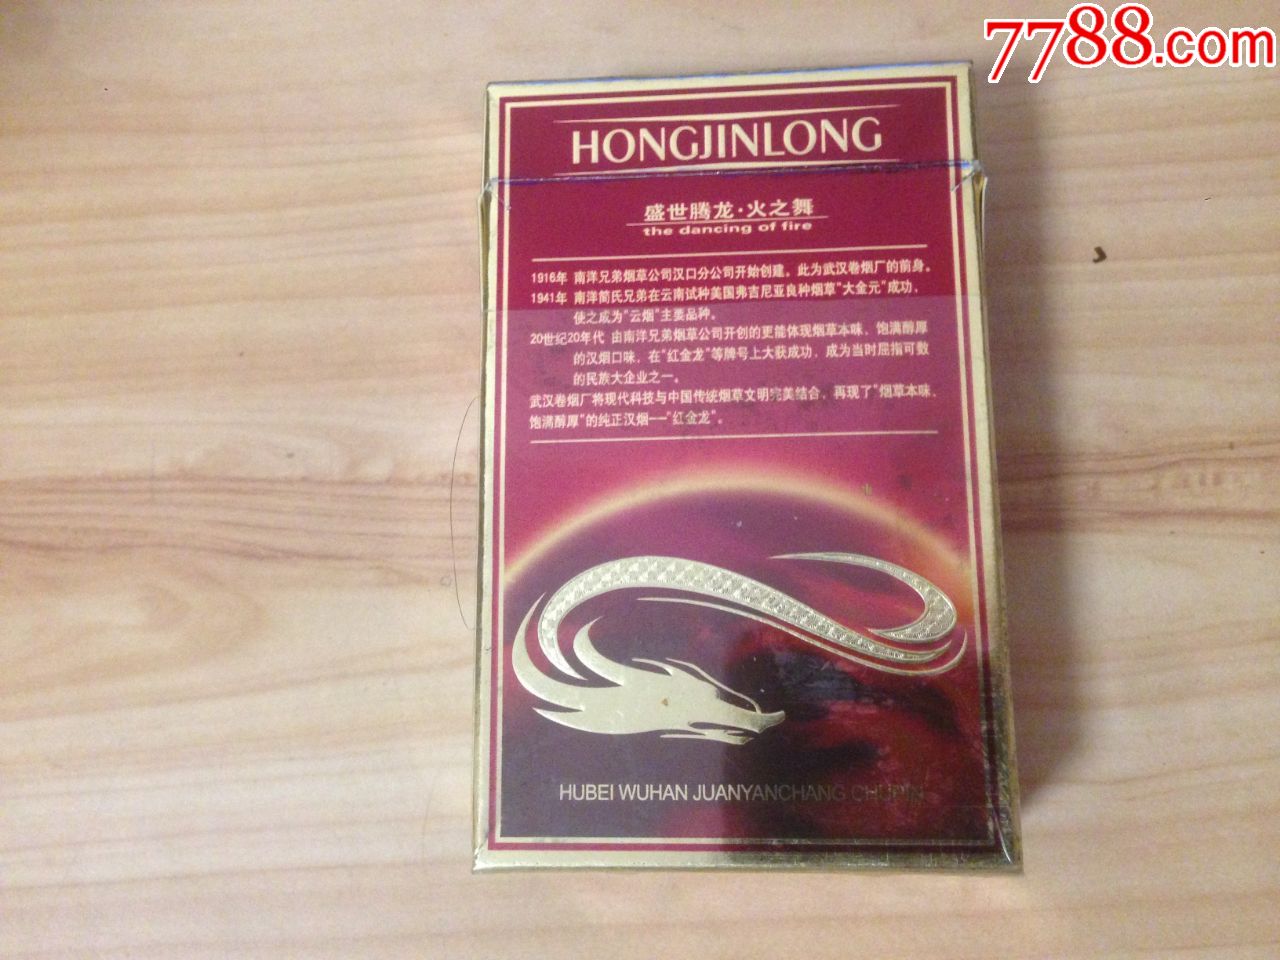 7788.com
HONGJINLONG
盛世腾龙·火之舞
the dancing of fire
1916年 南洋兄弟烟草公司汉口分公司开始创建。此为武汉卷烟厂的前身。
1941年 南洋简氏兄弟在云南试种美国弗吉尼亚良种烟草“大金元”成功，
使之成为“云烟”主要品种。
20世纪20年代 由南洋兄弟烟草公司开创的更能体现烟草本味、饱满醇厚
的汉烟口味，在“红金龙”等牌号上大获成功，成为当时屈指可数
的民族大企业之一。
武汉卷烟厂将现代科技与中国传统烟草文明完美结合，再现了“烟草本味、
饱满醇厚”的纯正汉烟——“红金龙”。
HUBEI WUHAN JUANYANCHANG CHUPIN